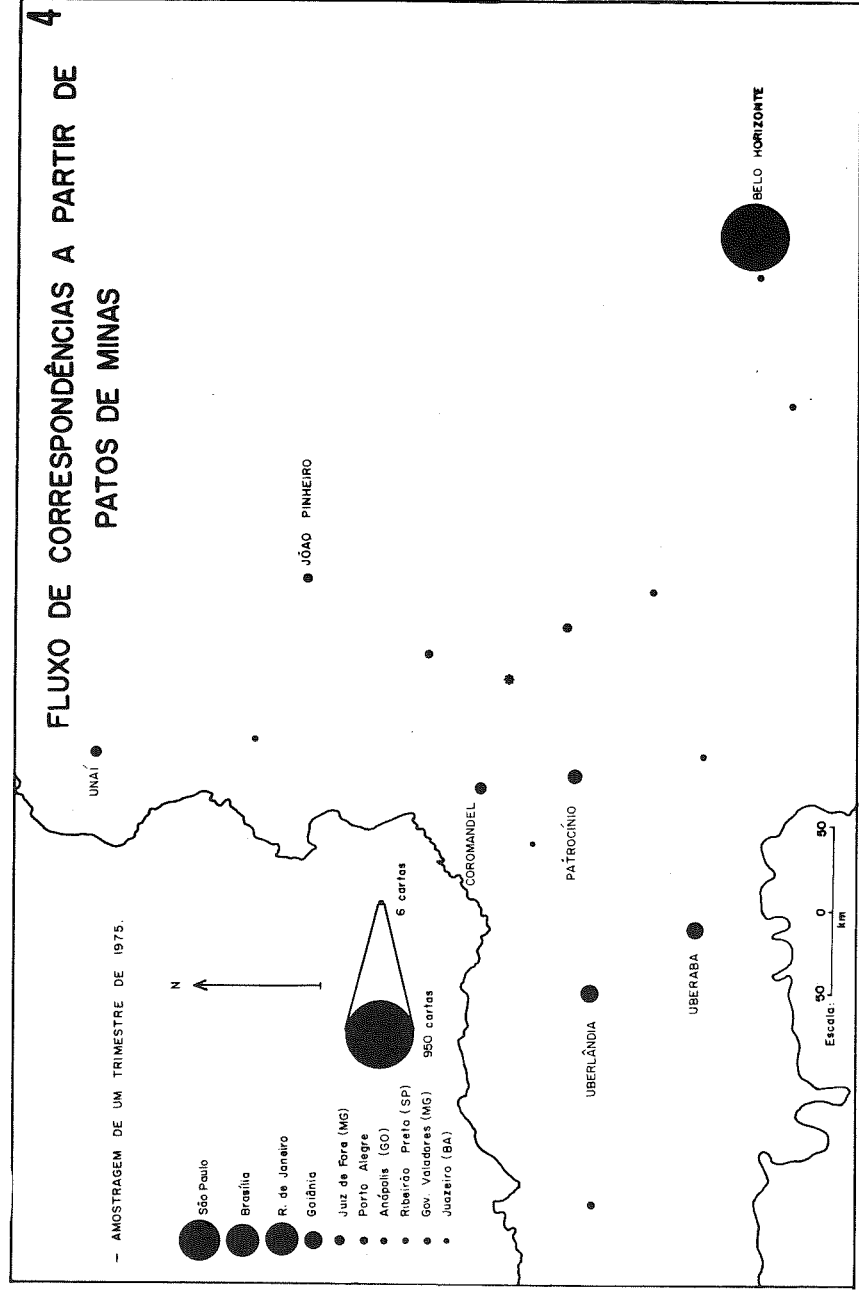 4
FLUXO DE CORRESPONDÊNCIAS A PARTIR DE
PATOS DE MINAS
- AMOSTRAGEM DE UM TRIMESTRE DE 1975.
São Paulo
Brasília
R. de Janeiro
Goiânia
Juiz de Fora (MG)
Porto Alegre
Anápolis (GO)
Ribeirão Preto (SP)
Gov. Valadares (MG)
Juazeiro (BA)
N
950 cartas
6 cartas
UNAÍ
JÓAO PINHEIRO
COROMANDEL
PATROCÍNIO
UBERLÂNDIA
UBERABA
BELO HORIZONTE
Escala:
50 0 50
km